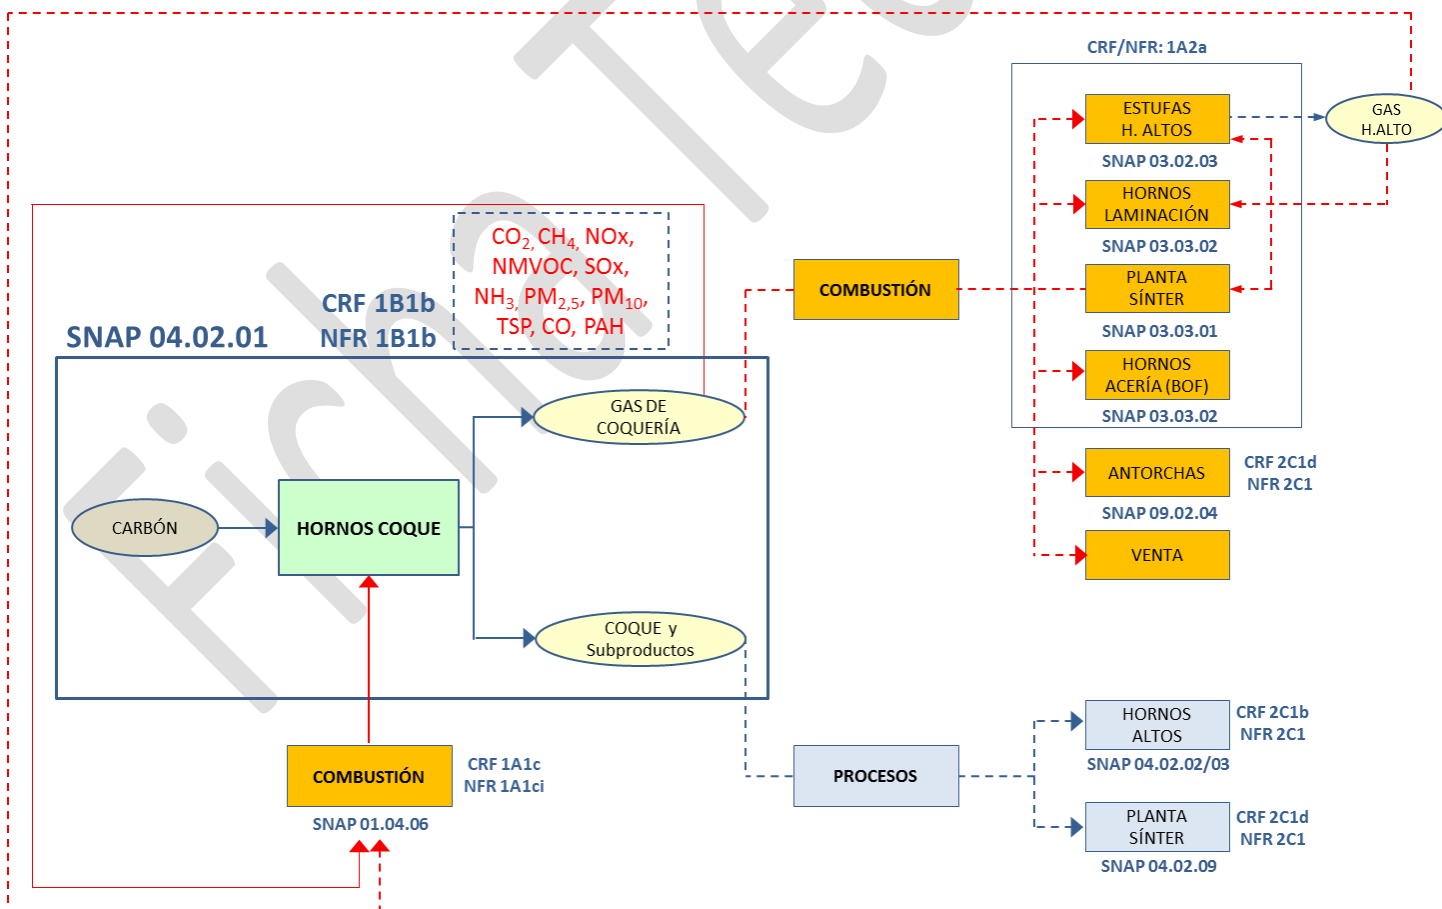 CRF/NFR: 1A2a
ESTUFAS
H. ALTOS
SNAP 03.02.03
GAS
H.ALTO
HORNOS
LAMINACIÓN
SNAP 03.03.02
PLANTA
SÍNTER
SNAP 03.03.01
HORNOS
ACERÍA (BOF)
SNAP 03.03.02
COMBUSTIÓN
ANTORCHAS
SNAP 09.02.04
CRF 2C1d
NFR 2C1
VENTA
CO2, CH4, NOx,
NMVOC, SOx,
NH3, PM2,5, PM10,
TSP, CO, PAH
CRF 1B1b
NFR 1B1b
SNAP 04.02.01
GAS DE
COQUERÍA
CARBÓN
HORNOS COQUE
COQUE y
Subproductos
COMBUSTIÓN
CRF 1A1c
NFR 1A1ci
SNAP 01.04.06
PROCESOS
HORNOS
ALTOS
CRF 2C1b
NFR 2C1
SNAP 04.02.02/03
PLANTA
SÍNTER
CRF 2C1d
NFR 2C1
SNAP 04.02.09